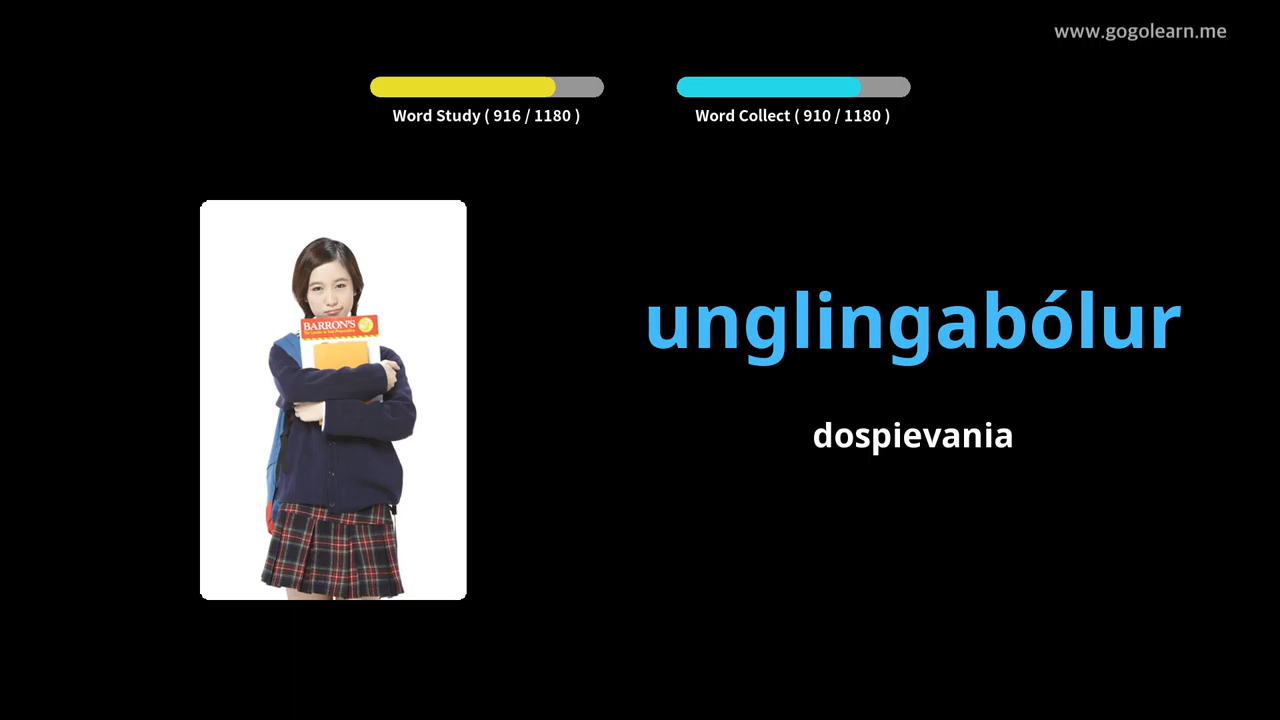 www.gogolearn.me
Word Study ( 916 / 1180 )
Word Collect ( 910 / 1180 )
BARRON'S
unglingabólur
dospievania